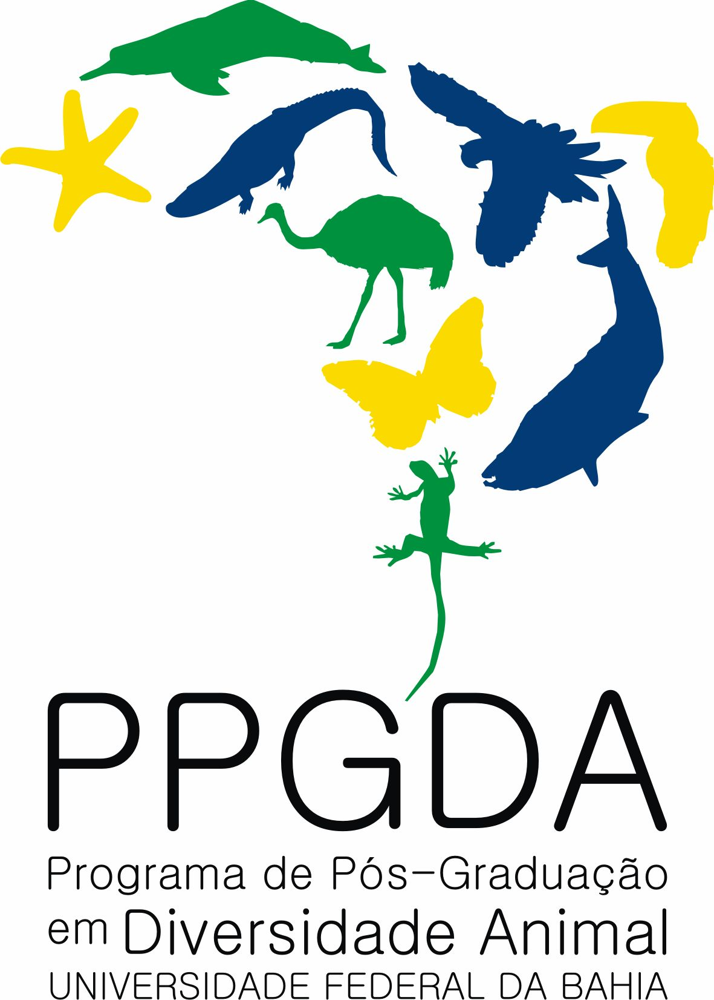 PPGDA
Programa de Pós-Graduação
em Diversidade Animal
UNIVERSIDADE FEDERAL DA BAHIA